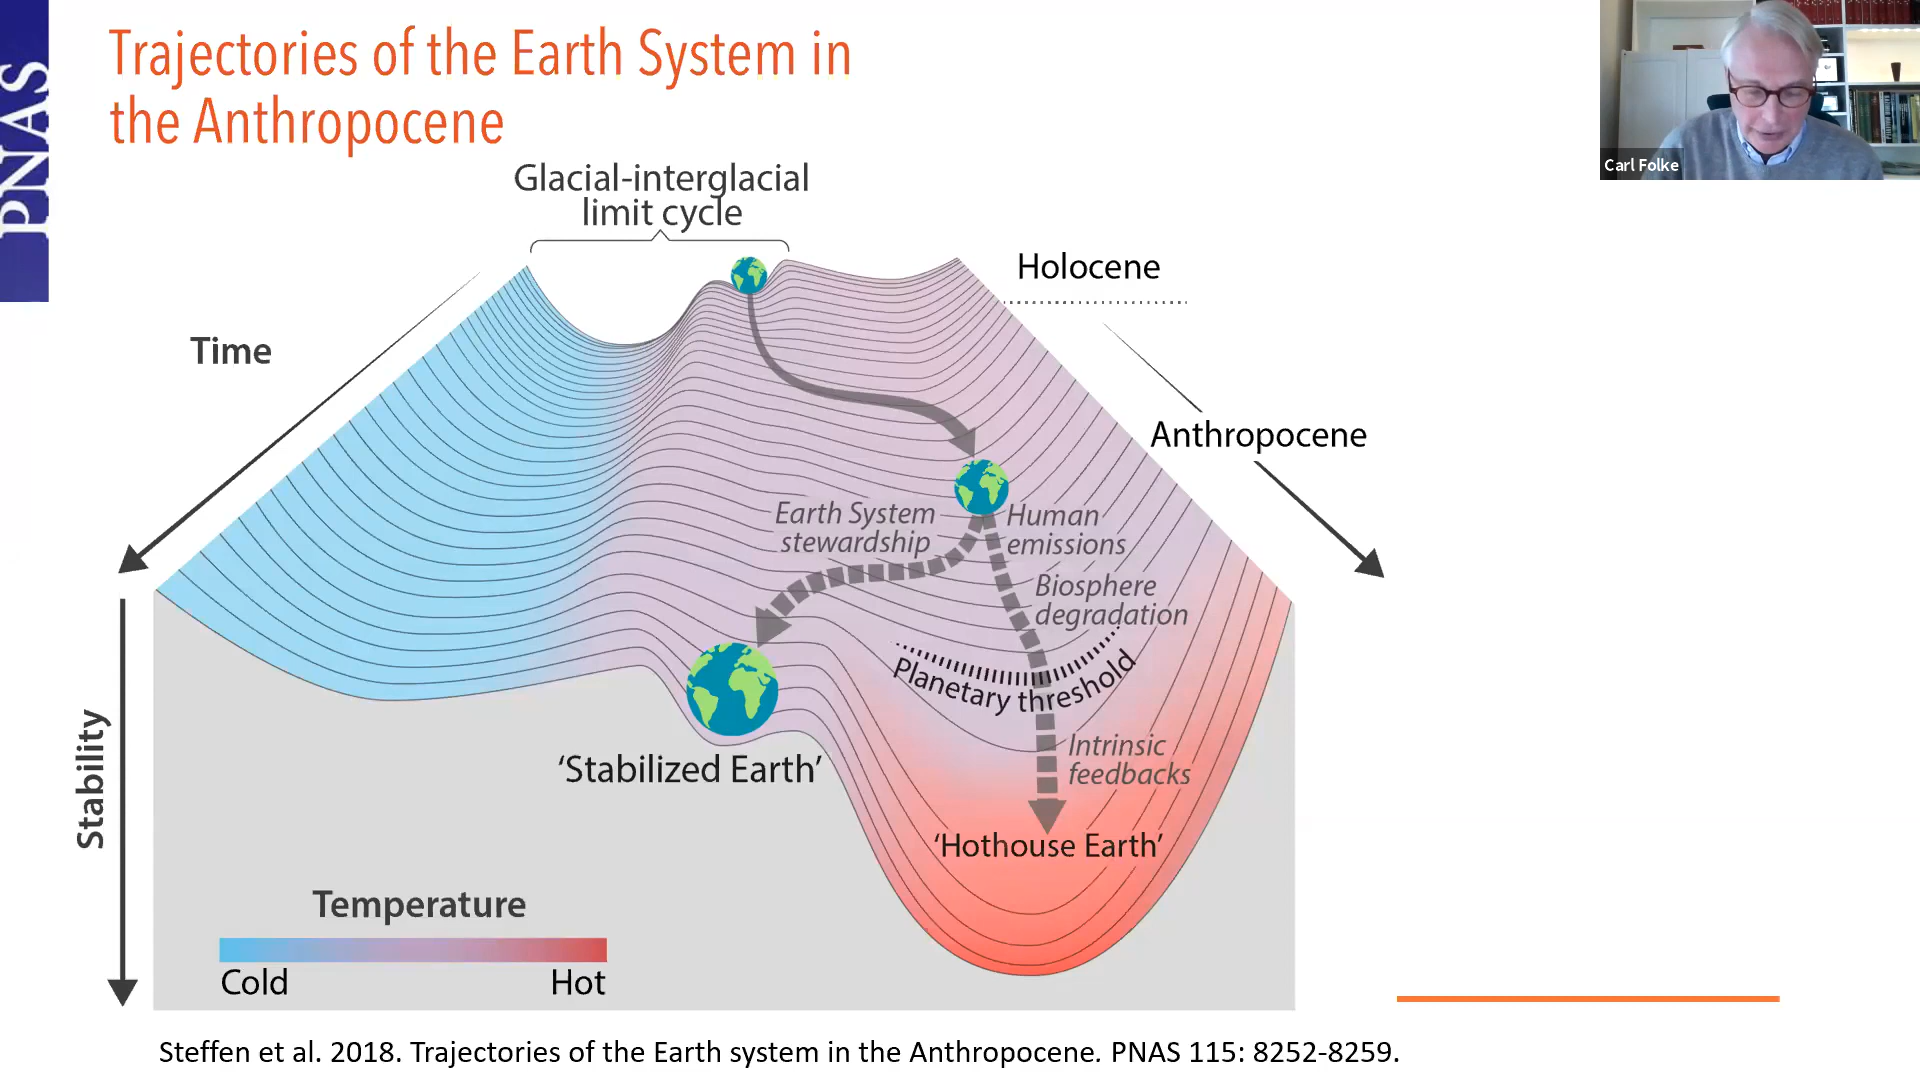 PNAS
Trajectories of the Earth System in
the Anthropocene
Carl Folke
Glacial-interglacial
limit cycle
Holocene
Time
Anthropocene
Earth System
stewardship
Human
emissions
Biosphere
degradation
Planetary threshold
Stability
'Stabilized Earth'
Intrinsic
feedbacks
'Hothouse Earth'
Temperature
Cold
Hot
Steffen et al. 2018. Trajectories of the Earth system in the Anthropocene. PNAS 115: 8252-8259.